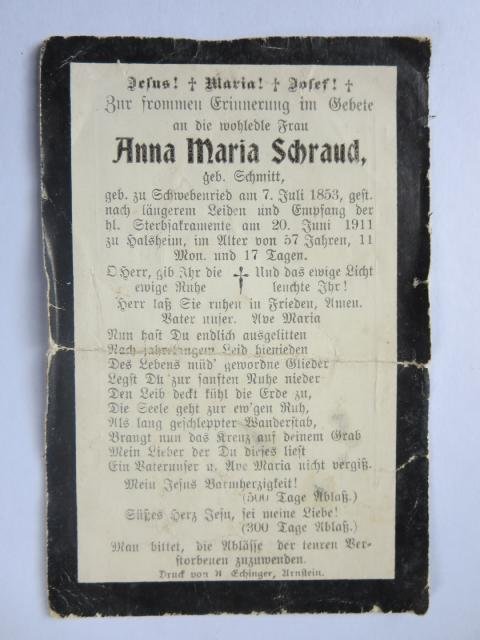 Jesus! † Maria! † Josef! †
Zur frommen Erinnerung im Gebete
an die wohledle Frau
Anna Maria Schraud,
geb. Schmitt,
geb. zu Schwebenried am 7. Juli 1853, gest.
nach längerem Leiden und Empfang der
hl. Sterbsakramente am 20. Juni 1911
zu Halsheim, im Alter von 57 Jahren, 11
Mon. und 17 Tagen.
O Herr, gib Ihr die † Und das ewige Licht
ewige Ruhe leuchte Ihr!
Herr laß Sie ruhen in Frieden, Amen.
Vater unser. Ave Maria
Nun hast Du endlich ausgelitten
Nach jahrelangem Leid hienieden
Des Lebens müd' gewordne Glieder
Legst Du zur sanften Ruhe nieder
Den Leib deckt kühl die Erde zu,
Die Seele geht zur ew'gen Ruh,
Als lang geschleppter Wanderstab,
Prangt nun das Kreuz auf deinem Grab
Mein Lieber der Du dieses liest
Ein Vaterunser u. Ave Maria nicht vergiß.
Mein Jesus Barmherzigkeit!
(500 Tage Ablaß.)
Süßes Herz Jesu, sei meine Liebe!
(300 Tage Ablaß.)
Man bittet, die Ablässe der teuren Ver-
storbenen zuzuwenden.
Druck von A. Echinger, Arnstein.